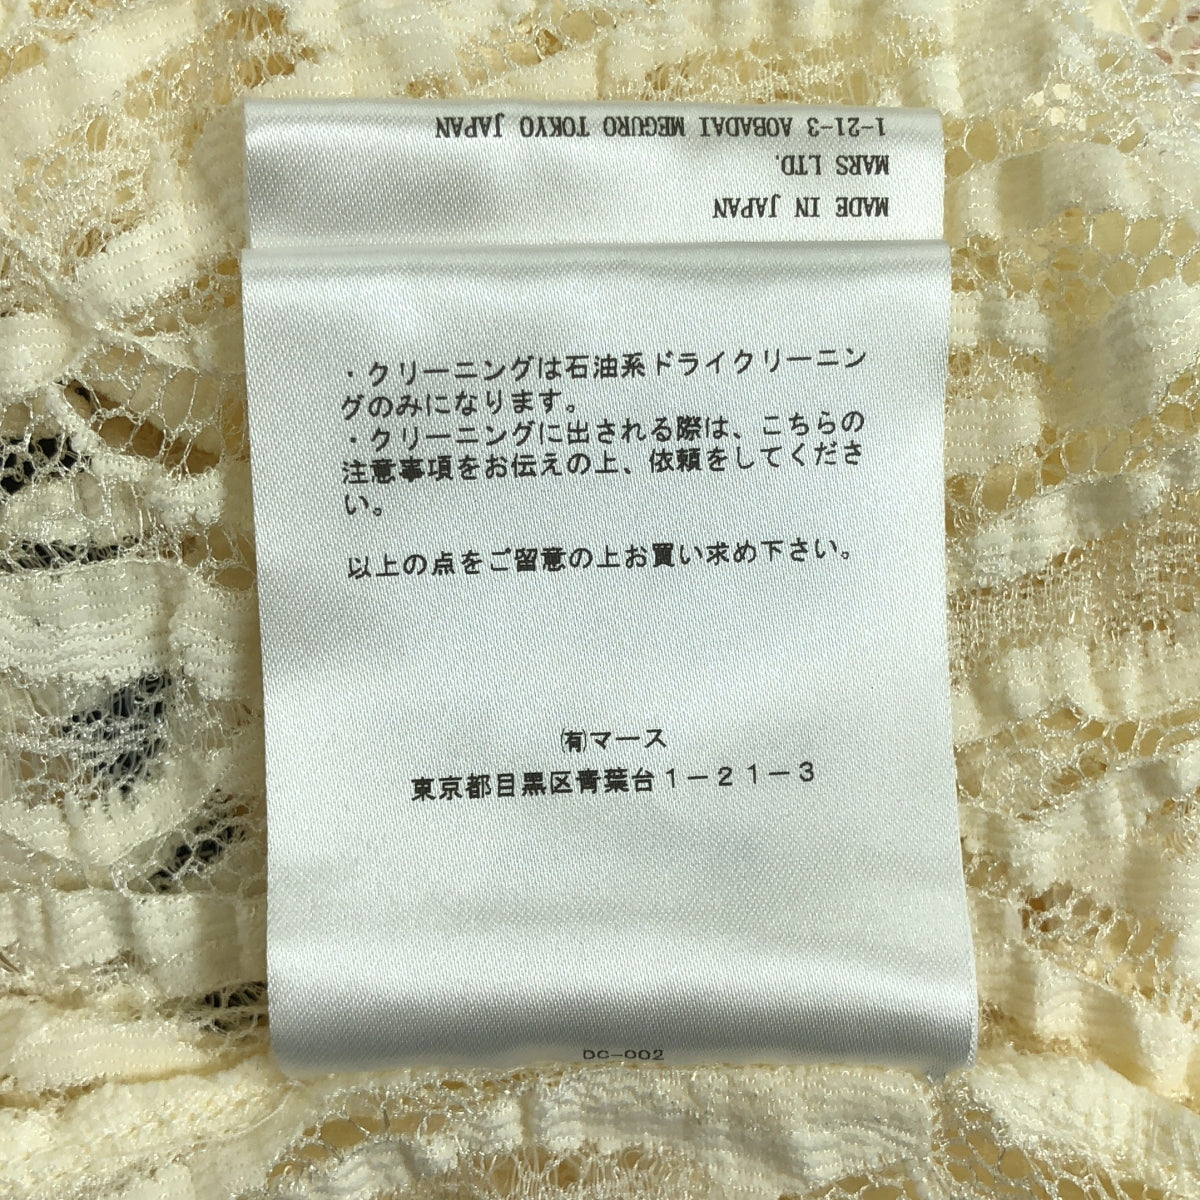 MADE IN JAPAN
MARS LTD.
1-21-3 AOBADAI MEGURO TOKYO JAPAN
・クリーニングは石油系ドライクリーニン
グのみになります。
・クリーニングに出される際は、こちらの
注意事項をお伝えの上、依頼をしてくださ
い。
以上の点をご留意の上お買い求め下さい。
㈲マース
東京都目黒区青葉台１－２１－３
DC-002